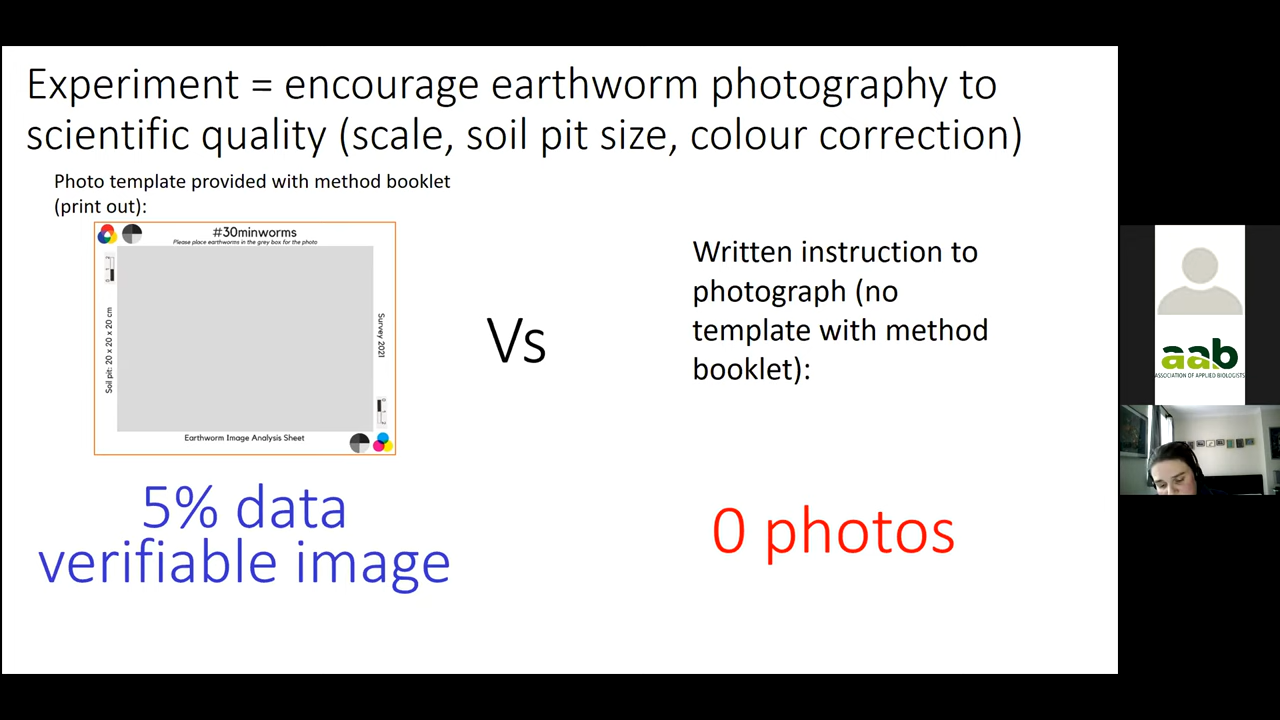 Experiment = encourage earthworm photography to
scientific quality (scale, soil pit size, colour correction)
Photo template provided with method booklet
(print out):
#30minworms
Please place earthworms in the grey box for the photo
Soil pit: 20 x 20 x 20 cm
Survey 2021
Earthworm Image Analysis Sheet
5% data
verifiable image
Vs
Written instruction to
photograph (no
template with method
booklet):
0 photos
aab
ASSOCIATION OF APPLIED BIOLOGISTS